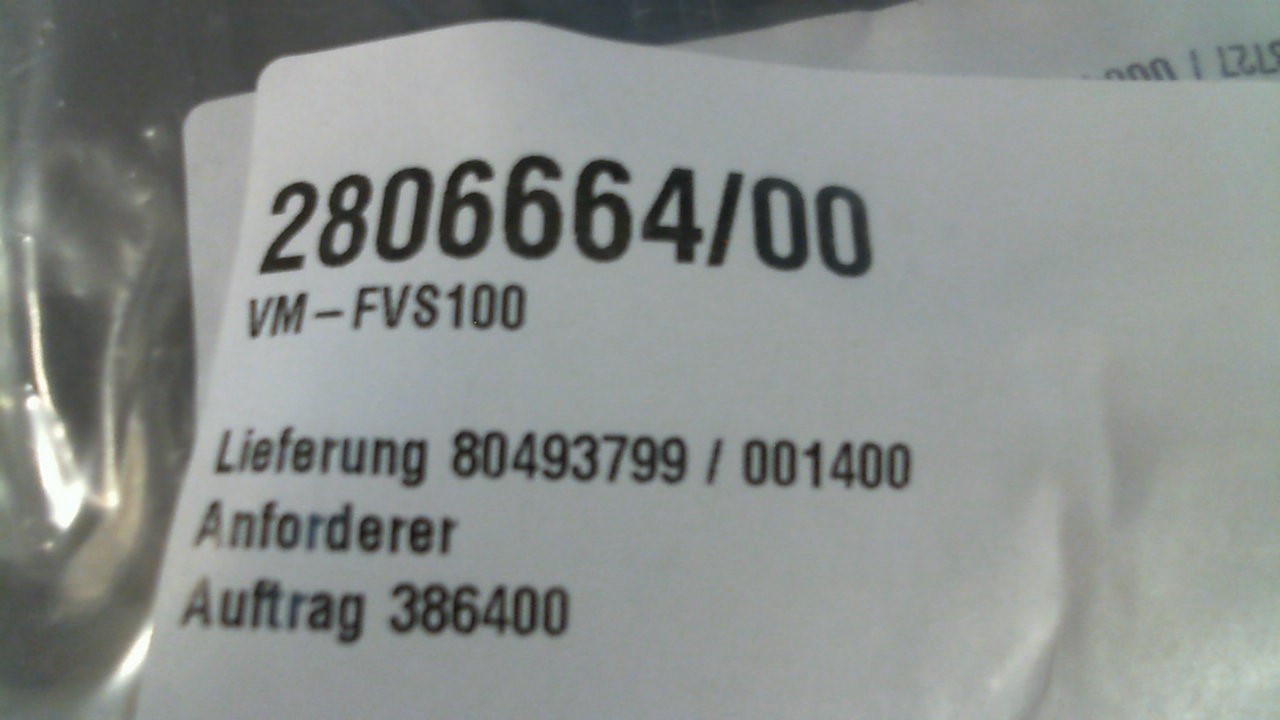 2806664/00
VM-FVS100
Lieferung 80493799 / 001400
Anforderer
Auftrag 386400